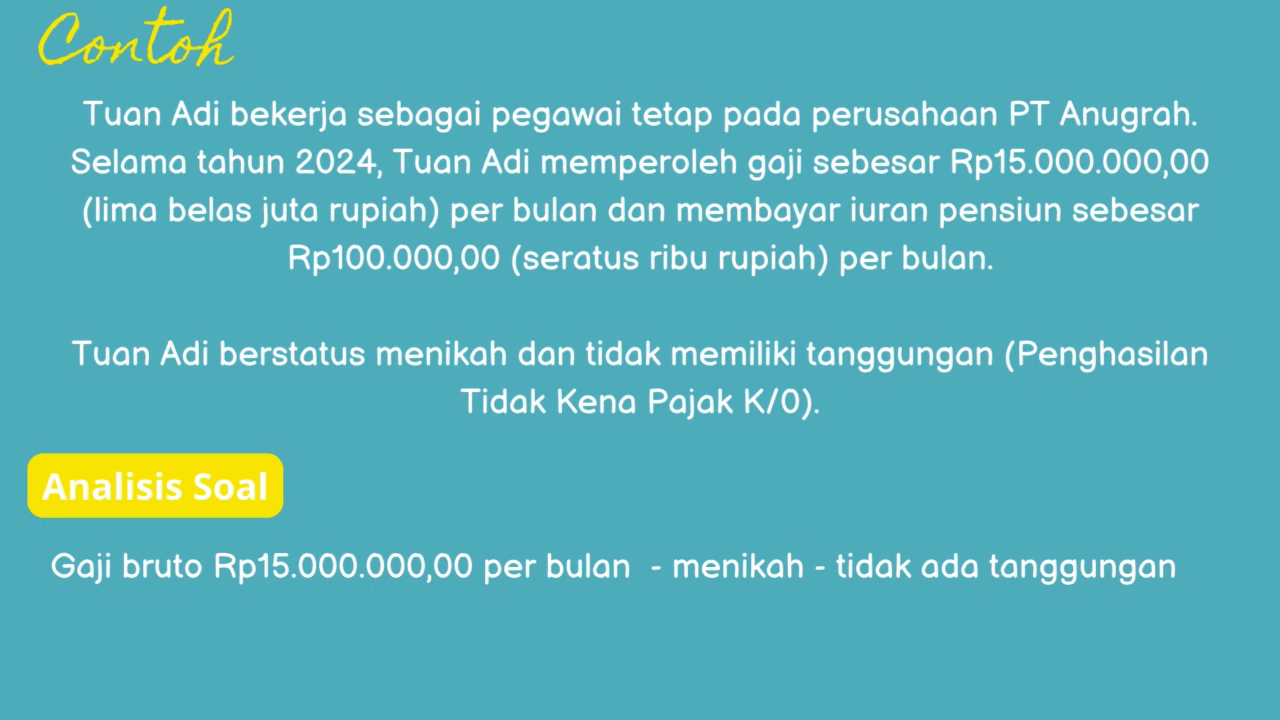 Contoh
Tuan Adi bekerja sebagai pegawai tetap pada perusahaan PT Anugrah.
Selama tahun 2024, Tuan Adi memperoleh gaji sebesar Rp15.000.000,00
(lima belas juta rupiah) per bulan dan membayar iuran pensiun sebesar
Rp100.000,00 (seratus ribu rupiah) per bulan.
Tuan Adi berstatus menikah dan tidak memiliki tanggungan (Penghasilan
Tidak Kena Pajak K/0).
Analisis Soal
Gaji bruto Rp15.000.000,00 per bulan - menikah - tidak ada tanggungan